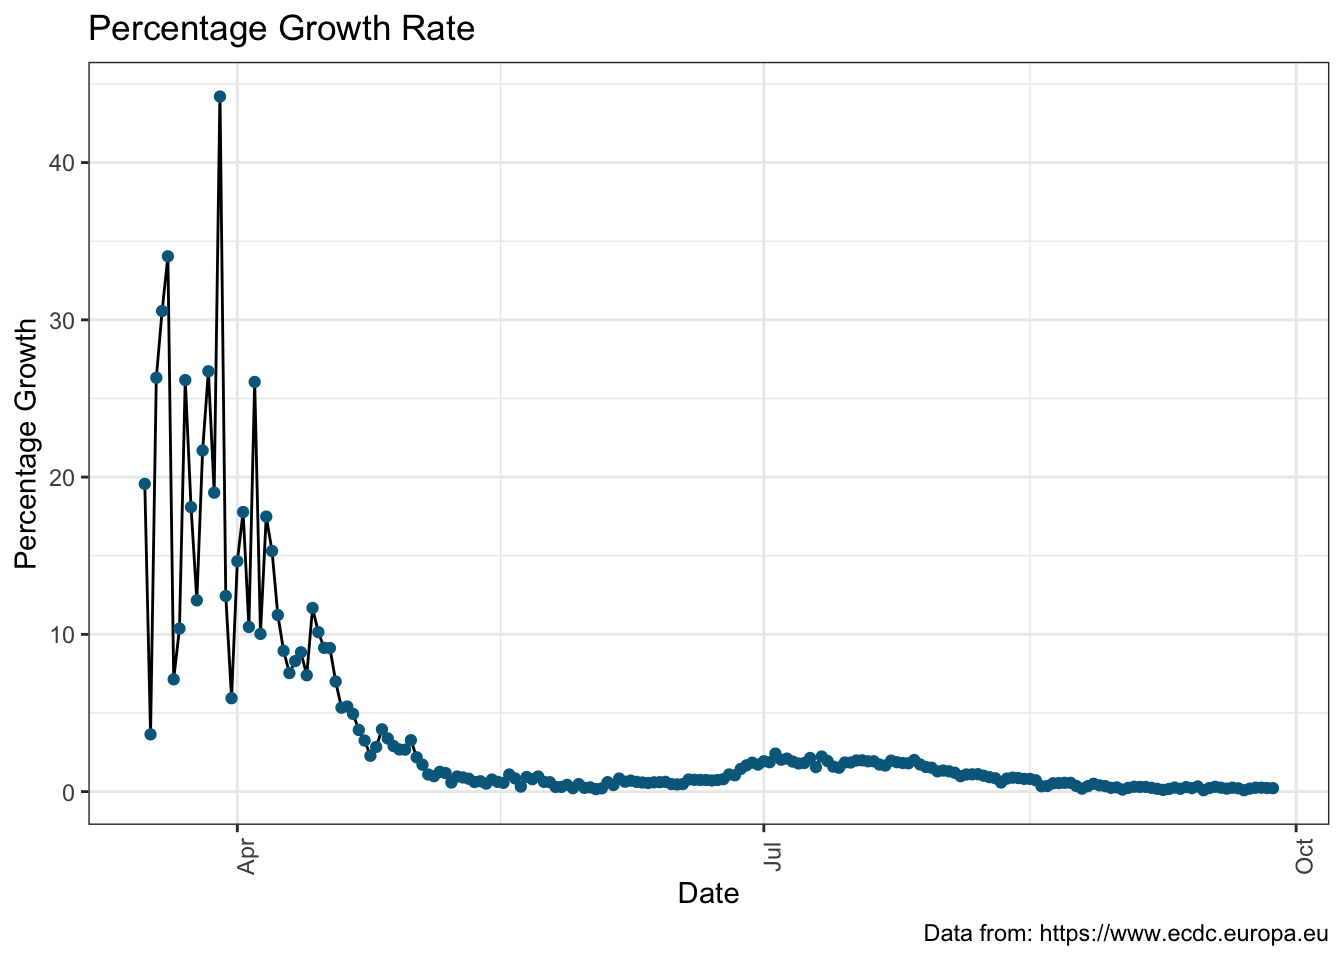 Percentage Growth Rate
Percentage Growth
40
30
20
10
0
Apr
Jul
Oct
Date
Data from: https://www.ecdc.europa.eu